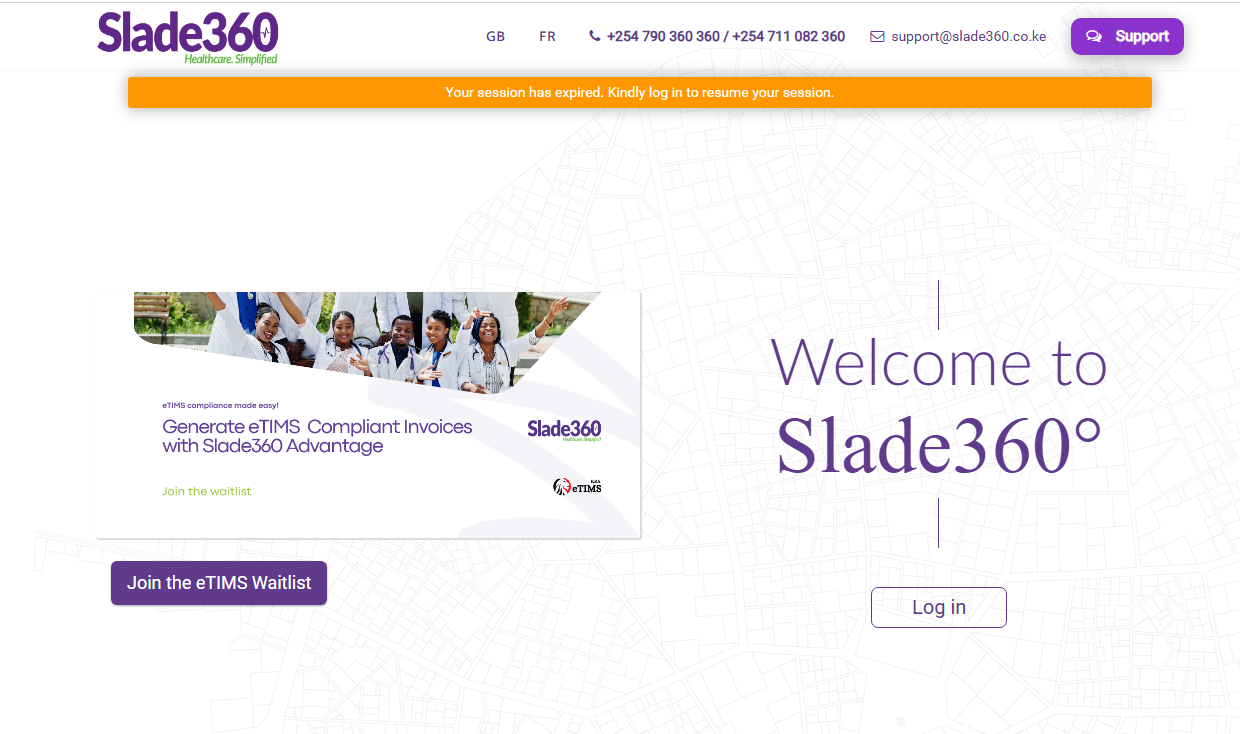 Slade360
Healthcare. Simplified
GB
FR
+254 790 360 360 / +254 711 082 360
support@slade360.co.ke
Support
Your session has expired. Kindly log in to resume your session.
eTIMS compliance made easy!
Generate eTIMS Compliant Invoices
with Slade360 Advantage
Join the waitlist
Slade360
Healthcare. Simplified
KRA
eTIMS
Join the eTIMS Waitlist
Welcome to
Slade360°
Log in